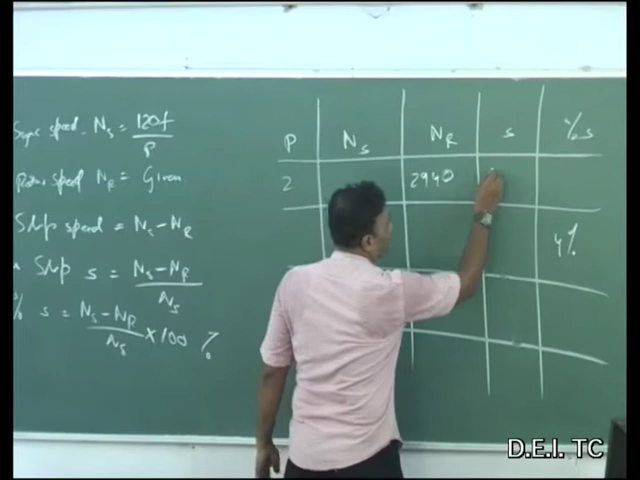 Sync speed. Ns = 120f / P
Rotor speed NR = Given
Slip speed = Ns - NR
Slip s = Ns - NR / Ns
% s = Ns - NR / Ns × 100 %
P Ns NR s % s
2 2940
4%
D.E.I. TC